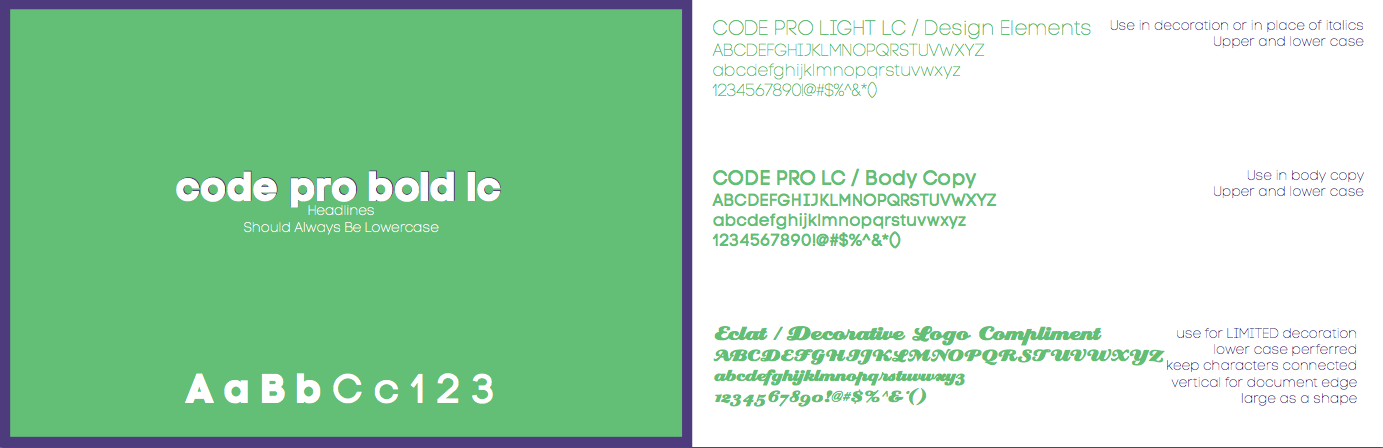 code pro bold lc
Headlines
Should Always Be Lowercase
AaBbCc123
CODE PRO LIGHT LC / Design Elements
ABCDEFGHIJKLMNOPQRSTUVWXYZ
abcdefghijklmnopqrstuvwxyz
1234567890!@#$%^&*()
Use in decoration or in place of italics
Upper and lower case
CODE PRO LC / Body Copy
ABCDEFGHIJKLMNOPQRSTUVWXYZ
abcdefghijklmnopqrstuvwxyz
1234567890!@#$%^&*()
Use in body copy
Upper and lower case
Eclat / Decorative Logo Compliment
ABCDEFGHIJKLMNOPQRSTUVWXYZ
abcdefghijklmnopqrstuvwxyz
1234567890!@#$%^&*()
use for LIMITED decoration
lower case perferred
keep characters connected
vertical for document edge
large as a shape